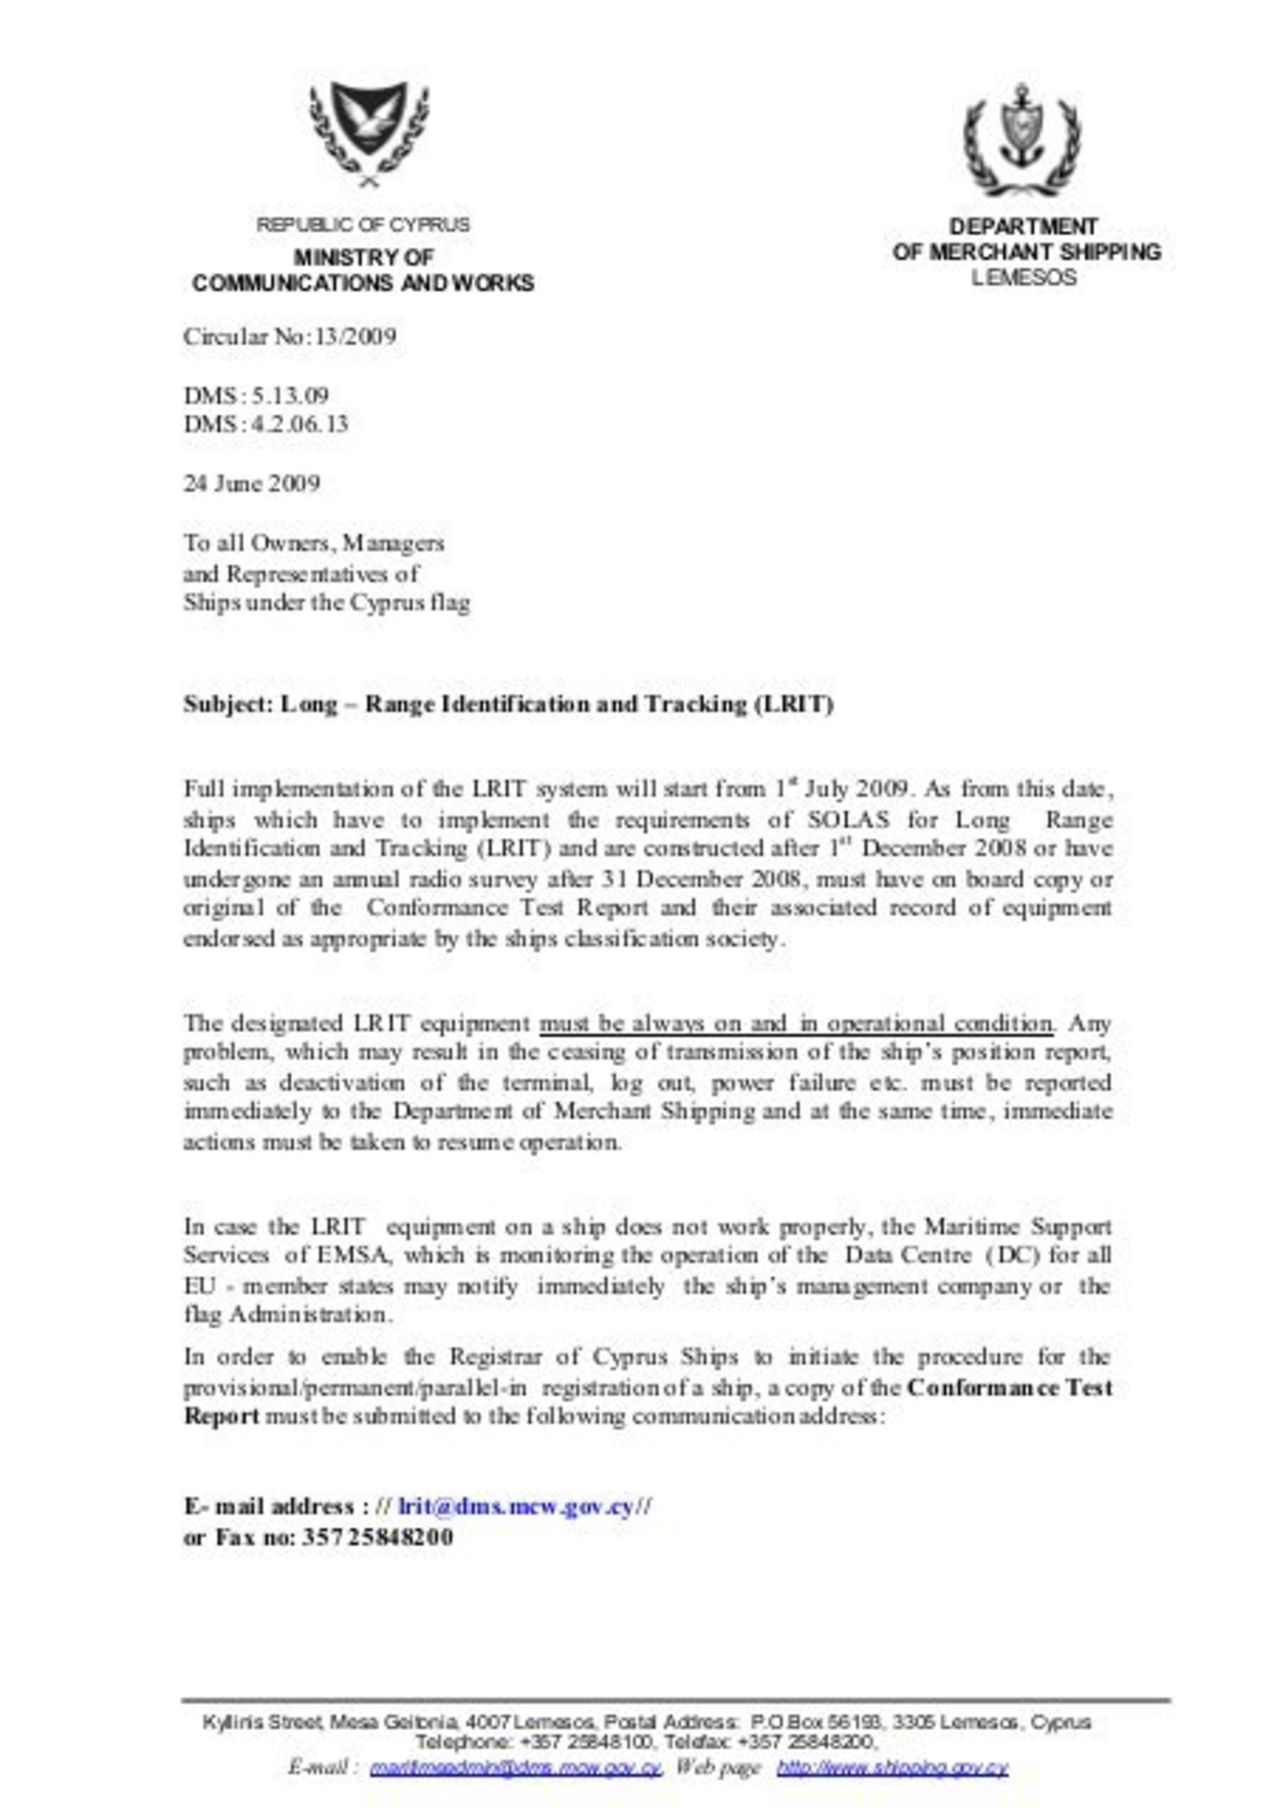 REPUBLIC OF CYPRUS
MINISTRY OF
COMMUNICATIONS AND WORKS
DEPARTMENT
OF MERCHANT SHIPPING
LEMESOS
Circular No: 13/2009
DMS : 5.13.09
DMS : 4.2.06.13
24 June 2009
To all Owners, Managers
and Representatives of
Ships under the Cyprus flag
Subject: Long – Range Identification and Tracking (LRIT)
Full implementation of the LRIT system will start from 1st July 2009. As from this date,
ships which have to implement the requirements of SOLAS for Long Range
Identification and Tracking (LRIT) and are constructed after 1st December 2008 or have
undergone an annual radio survey after 31 December 2008, must have on board copy or
original of the Conformance Test Report and their associated record of equipment
endorsed as appropriate by the ships classification society.
The designated LRIT equipment must be always on and in operational condition. Any
problem, which may result in the ceasing of transmission of the ship's position report,
such as deactivation of the terminal, log out, power failure etc. must be reported
immediately to the Department of Merchant Shipping and at the same time, immediate
actions must be taken to resume operation.
In case the LRIT equipment on a ship does not work properly, the Maritime Support
Services of EMSA, which is monitoring the operation of the Data Centre (DC) for all
EU - member states may notify immediately the ship's management company or the
flag Administration.
In order to enable the Registrar of Cyprus Ships to initiate the procedure for the
provisional/permanent/parallel-in registration of a ship, a copy of the Conformance Test
Report must be submitted to the following communication address:
E- mail address : // lrit@dms.mcw.gov.cy//
or Fax no: 357 25848200
Kyllinis Street, Mesa Geitonia, 4007 Lemesos, Postal Address: P.O.Box 56193, 3305 Lemesos, Cyprus
Telephone: +357 25848100, Telefax: +357 25848200,
E-mail : maritimeadmin@dms.mcw.gov.cy, Web page http://www.shipping.gov.cy